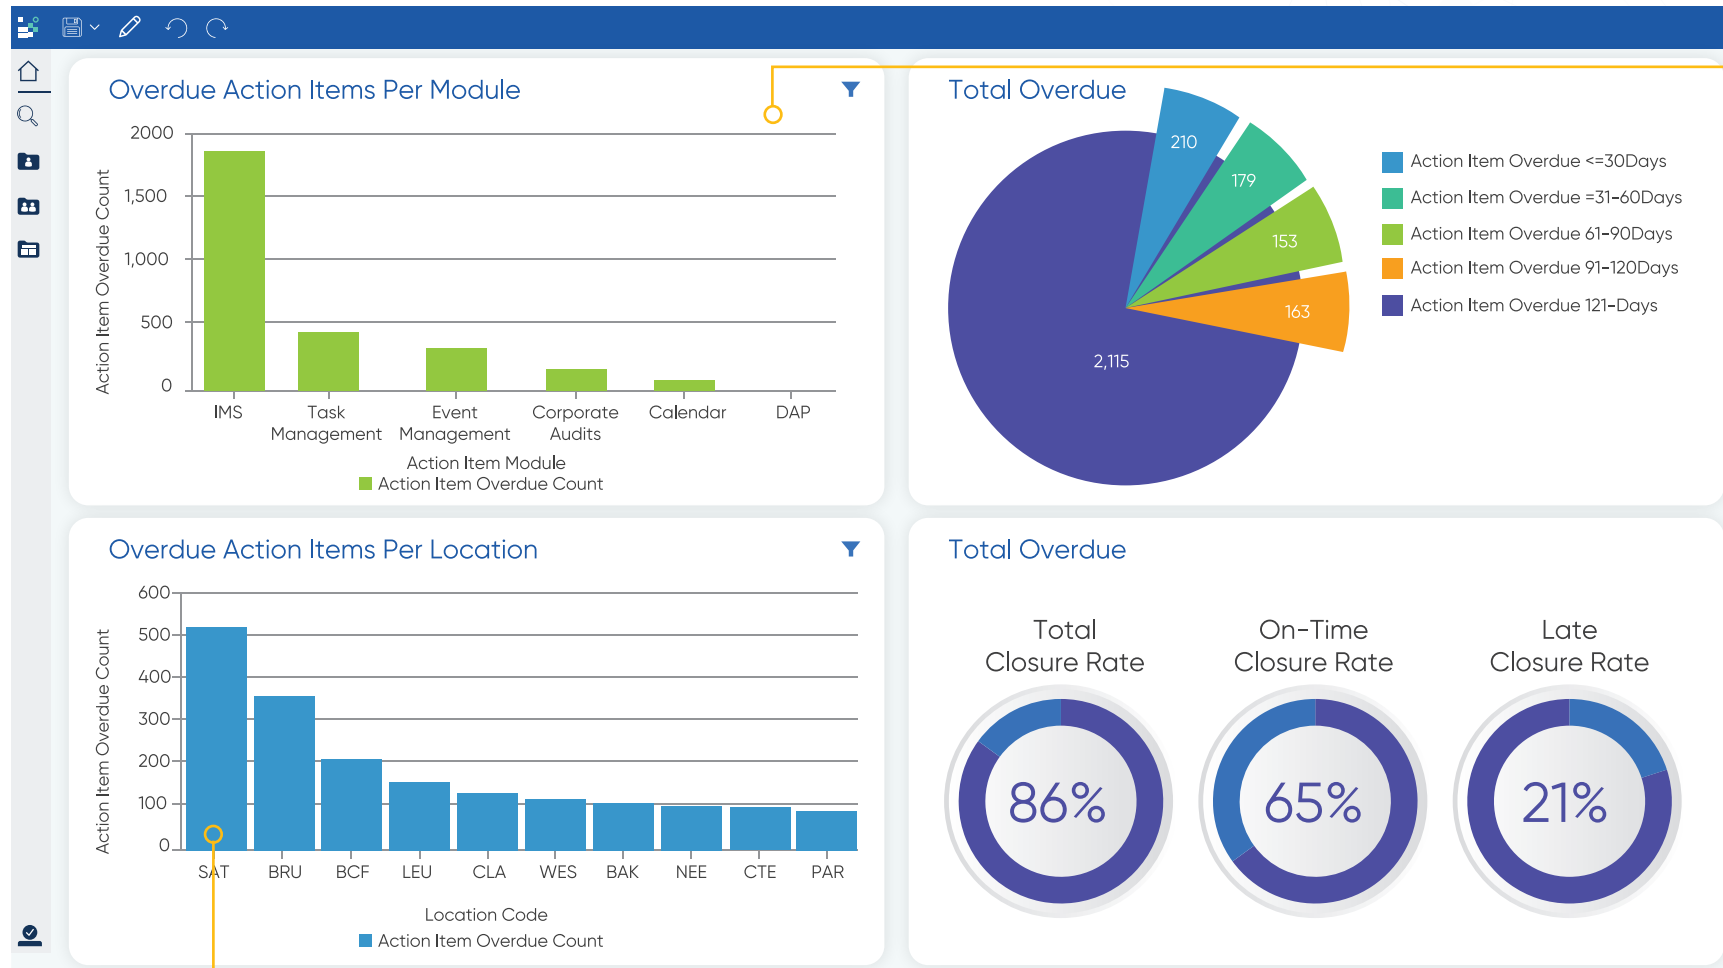 Overdue Action Items Per Module
2000
1,500
1,000
500
0
Action Item Overdue Count
IMS
Task
Management
Event
Management
Corporate
Audits
Calendar
DAP
Action Item Module
Action Item Overdue Count
Total Overdue
210
179
153
163
2,115
Action Item Overdue <=30Days
Action Item Overdue =31-60Days
Action Item Overdue 61-90Days
Action Item Overdue 91-120Days
Action Item Overdue 121-Days
Overdue Action Items Per Location
600
500
400
300
200
100
0
Action Item Overdue Count
SAT
BRU
BCF
LEU
CLA
WES
BAK
NEE
CTE
PAR
Location Code
Action Item Overdue Count
Total Overdue
Total
Closure Rate
86%
On-Time
Closure Rate
65%
Late
Closure Rate
21%